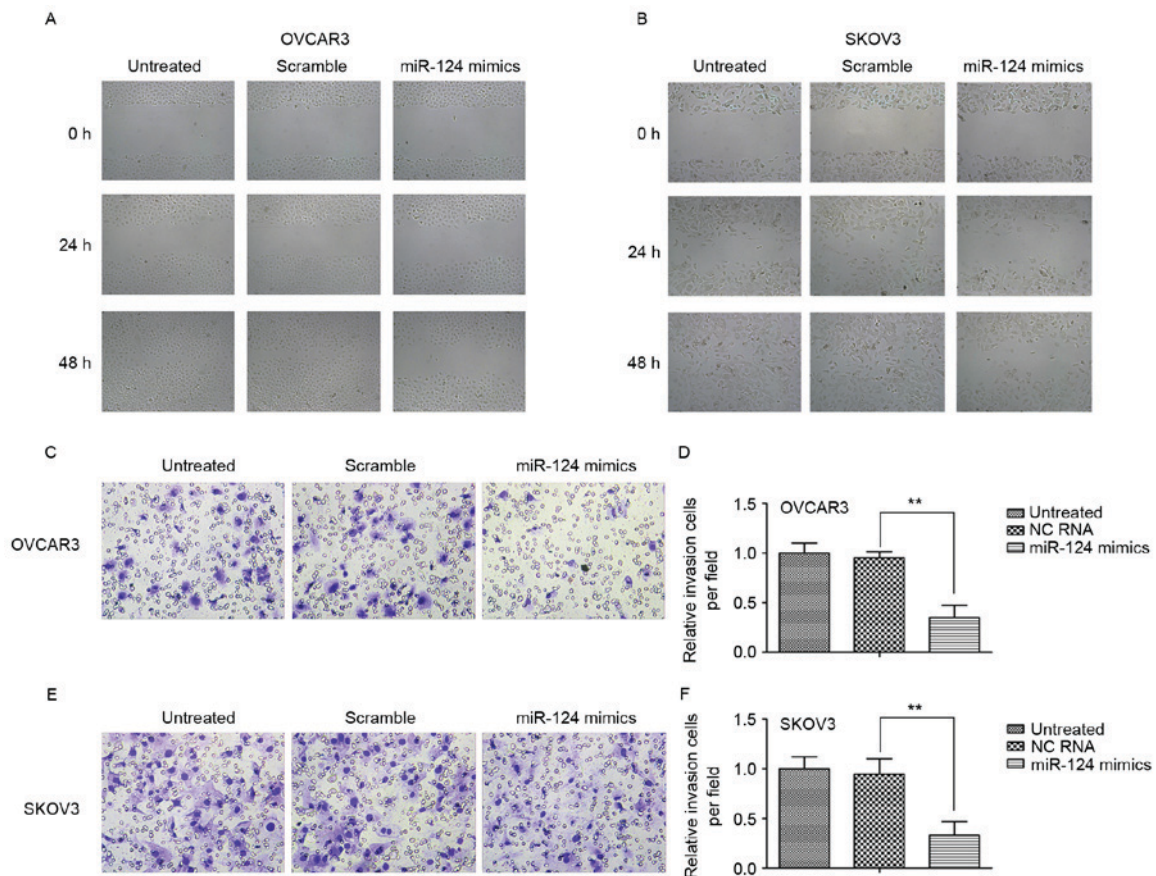 A
OVCAR3
Untreated Scramble miR-124 mimics
0 h
24 h
48 h
B
SKOV3
Untreated Scramble miR-124 mimics
0 h
24 h
48 h
C
Untreated Scramble miR-124 mimics
OVCAR3
D
Relative invasion cells
per field
1.5
1.0
0.5
0.0
OVCAR3
**
Untreated
NC RNA
miR-124 mimics
E
Untreated Scramble miR-124 mimics
SKOV3
F
Relative invasion cells
per field
1.5
1.0
0.5
0.0
SKOV3
**
Untreated
NC RNA
miR-124 mimics